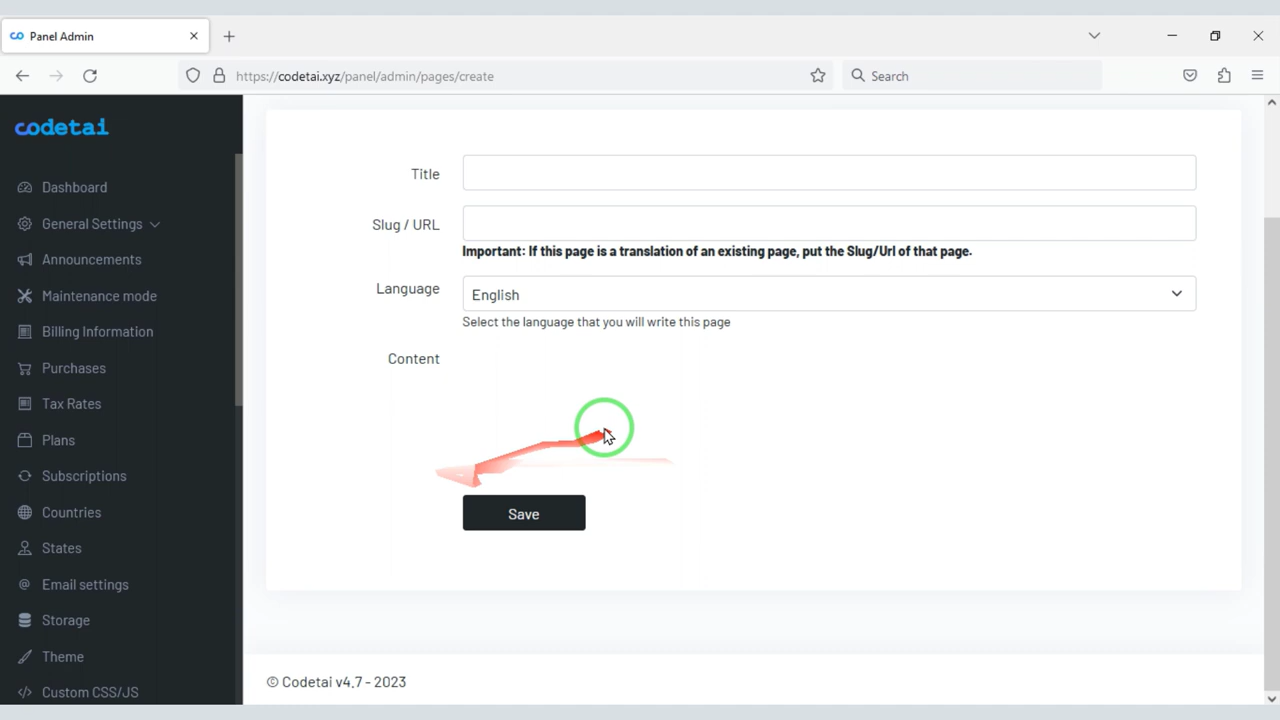 Panel Admin
https://codetai.xyz/panel/admin/pages/create
Search
codetai
Dashboard
General Settings
Announcements
Maintenance mode
Billing Information
Purchases
Tax Rates
Plans
Subscriptions
Countries
States
Email settings
Storage
Theme
Custom CSS/JS
Title
Slug / URL
Important: If this page is a translation of an existing page, put the Slug/Url of that page.
Language
English
Select the language that you will write this page
Content
Save
© Codetai v4.7 - 2023